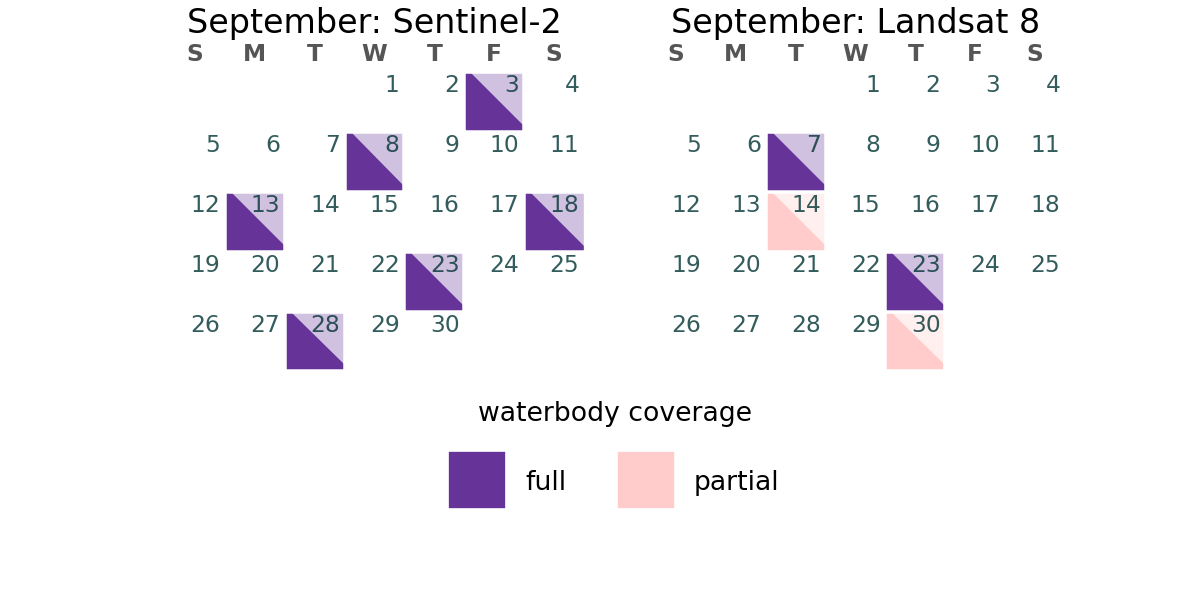 September: Sentinel-2
S M T W T F S
1 2 3 4
5 6 7 8 9 10 11
12 13 14 15 16 17 18
19 20 21 22 23 24 25
26 27 28 29 30
September: Landsat 8
S M T W T F S
1 2 3 4
5 6 7 8 9 10 11
12 13 14 15 16 17 18
19 20 21 22 23 24 25
26 27 28 29 30
waterbody coverage
full partial